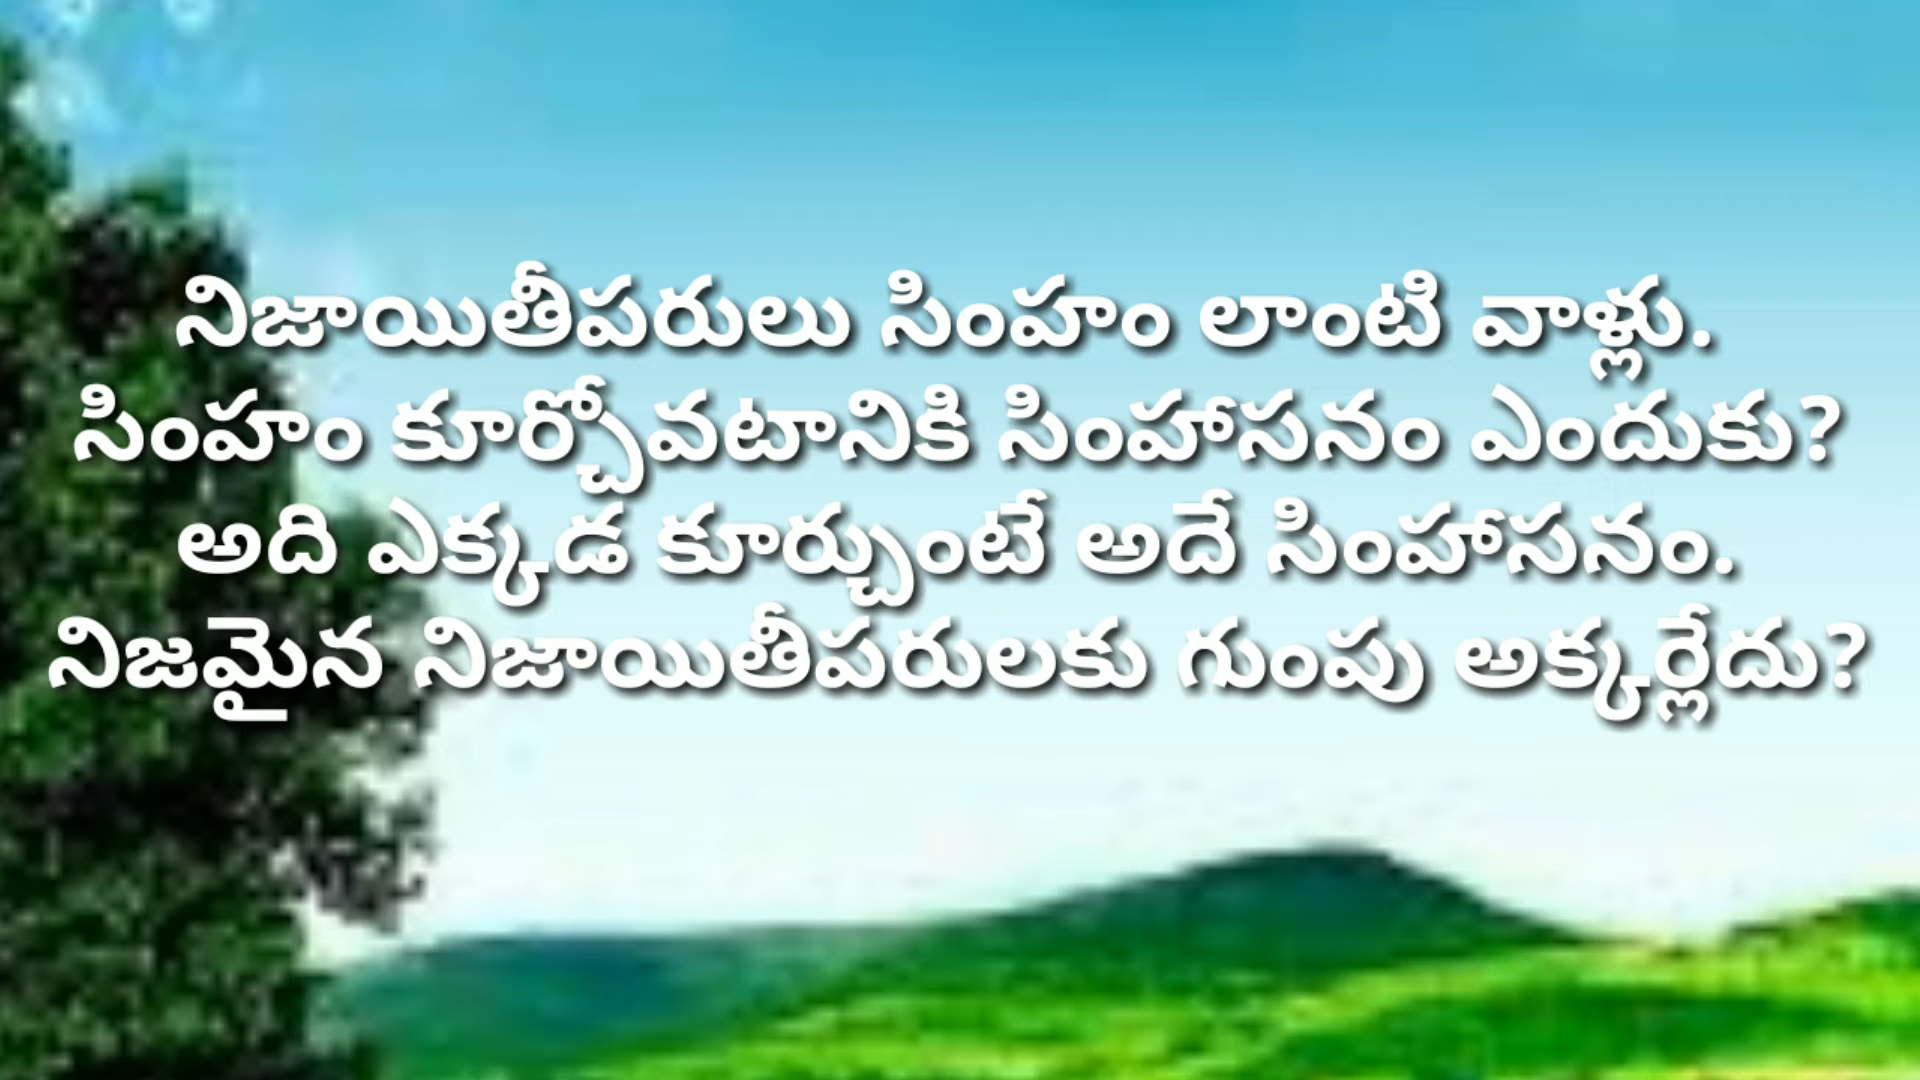 నిజాయితీపరులు సింహం లాంటి వాళ్లు.
సింహం కూర్చోవటానికి సింహాసనం ఎందుకు?
అది ఎక్కడ కూర్చుంటే అదే సింహాసనం.
నిజమైన నిజాయితీపరులకు గుంపు అక్కర్లేదు?